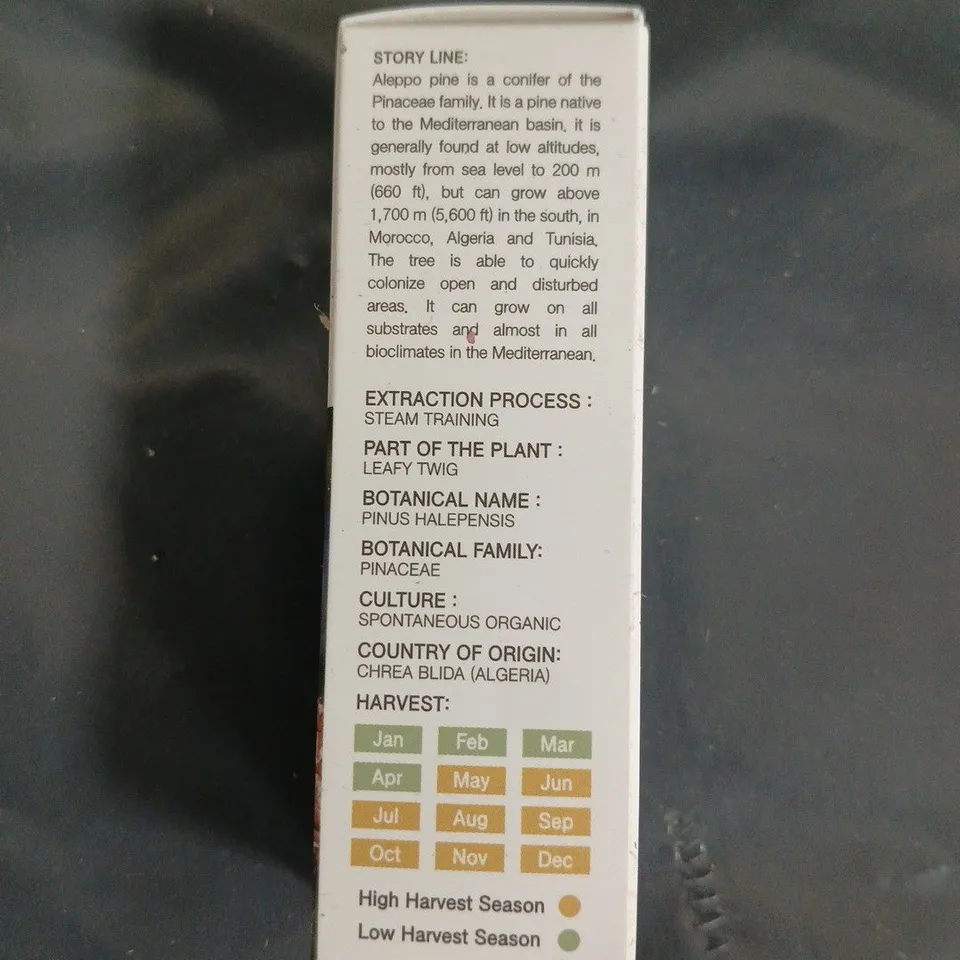 STORY LINE:
Aleppo pine is a conifer of the
Pinaceae family. It is a pine native
to the Mediterranean basin, it is
generally found at low altitudes,
mostly from sea level to 200 m
(660 ft), but can grow above
1,700 m (5,600 ft) in the south, in
Morocco, Algeria and Tunisia.
The tree is able to quickly
colonize open and disturbed
areas. It can grow on all
substrates and almost in all
bioclimates in the Mediterranean.
EXTRACTION PROCESS :
STEAM TRAINING
PART OF THE PLANT :
LEAFY TWIG
BOTANICAL NAME :
PINUS HALEPENSIS
BOTANICAL FAMILY:
PINACEAE
CULTURE :
SPONTANEOUS ORGANIC
COUNTRY OF ORIGIN:
CHREA BLIDA (ALGERIA)
HARVEST:
Jan Feb Mar
Apr May Jun
Jul Aug Sep
Oct Nov Dec
High Harvest Season
Low Harvest Season